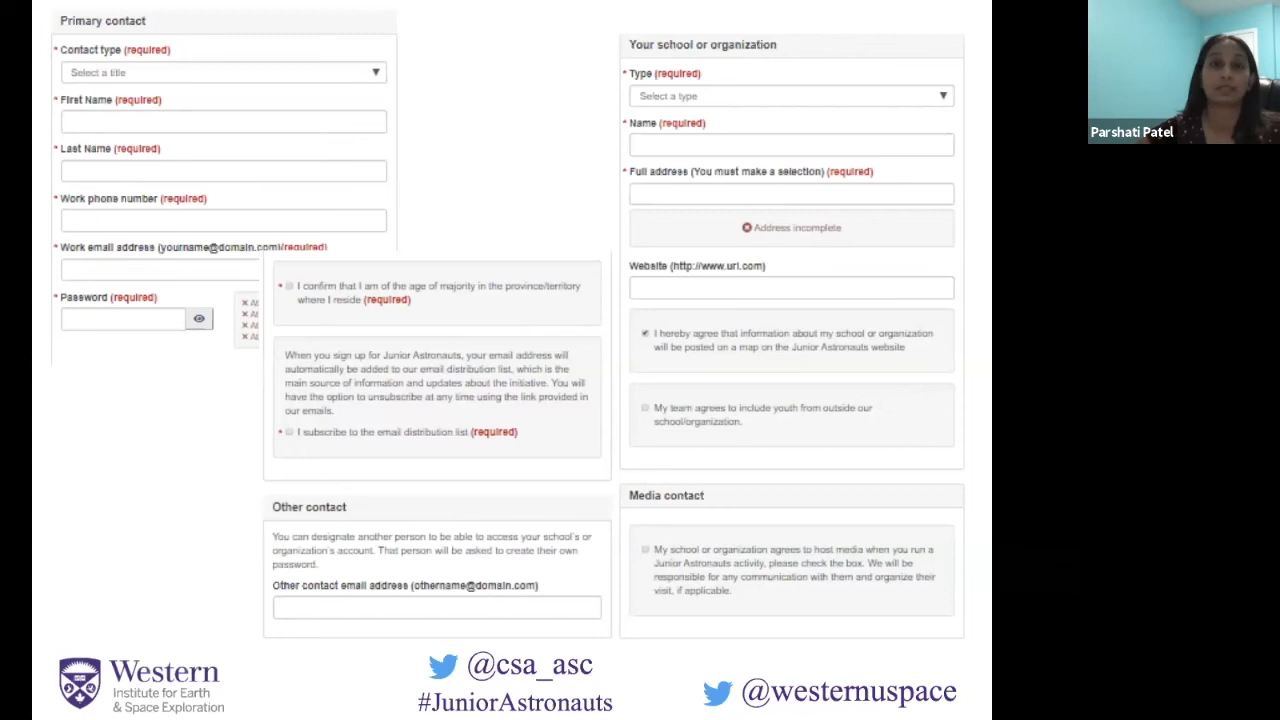 Primary contact
* Contact type (required)
Select a title
* First Name (required)
* Last Name (required)
* Work phone number (required)
* Work email address (yourname@domain.com)(required)
* Password (required)
* I confirm that I am of the age of majority in the province/territory
where I reside (required)
When you sign up for Junior Astronauts, your email address will
automatically be added to our email distribution list, which is the
main source of information and updates about the initiative. You will
have the option to unsubscribe at any time using the link provided in
our emails.
* I subscribe to the email distribution list (required)
Other contact
You can designate another person to be able to access your school's or
organization's account. That person will be asked to create their own
password.
Other contact email address (othername@domain.com)
Your school or organization
* Type (required)
Select a type
* Name (required)
* Full address (You must make a selection) (required)
Address incomplete
Website (http://www.url.com)
I hereby agree that information about my school or organization
will be posted on a map on the Junior Astronauts website
My team agrees to include youth from outside our
school/organization.
Media contact
My school or organization agrees to host media when you run a
Junior Astronauts activity, please check the box. We will be
responsible for any communication with them and organize their
visit, if applicable.
Western
Institute for Earth
& Space Exploration
@csa_asc
#JuniorAstronauts
@westernuspace
Parshati Patel